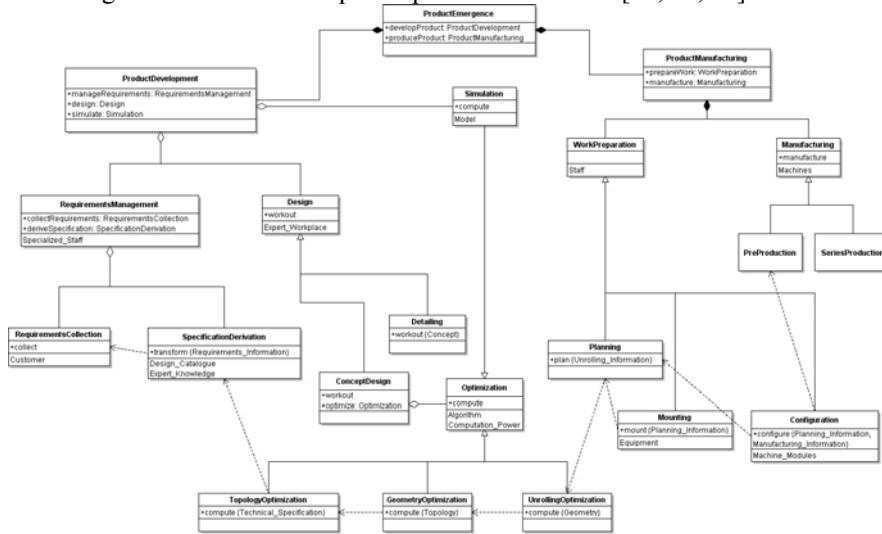 ProductEmergence
+developProduct: ProductDevelopment
+produceProduct: ProductManufacturing
ProductDevelopment
+manageRequirements: RequirementsManagement
+design: Design
+simulate: Simulation
Simulation
+compute
Model
ProductManufacturing
+prepareWork: WorkPreparation
+manufacture: Manufacturing
WorkPreparation
Staff
Manufacturing
+manufacture
Machines
RequirementsManagement
+collectRequirements: RequirementsCollection
+deriveSpecification: SpecificationDerivation
Specialized_Staff
Design
+workout
Expert_Workplace
PreProduction
SeriesProduction
RequirementsCollection
+collect
Customer
SpecificationDerivation
+transform (Requirements_Information)
Design_Catalogue
Expert_Knowledge
Detailing
+workout (Concept)
Planning
+plan (Unrolling_Information)
ConceptDesign
+workout
+optimize: Optimization
Optimization
+compute
Algorithm
Computation_Power
Mounting
+mount (Planning_Information)
Equipment
Configuration
+configure (Planning_Information,
Manufacturing_Information)
Machine_Modules
TopologyOptimization
+compute (Technical_Specification)
GeometryOptimization
+compute (Topology)
UnrollingOptimization
+compute (Geometry)